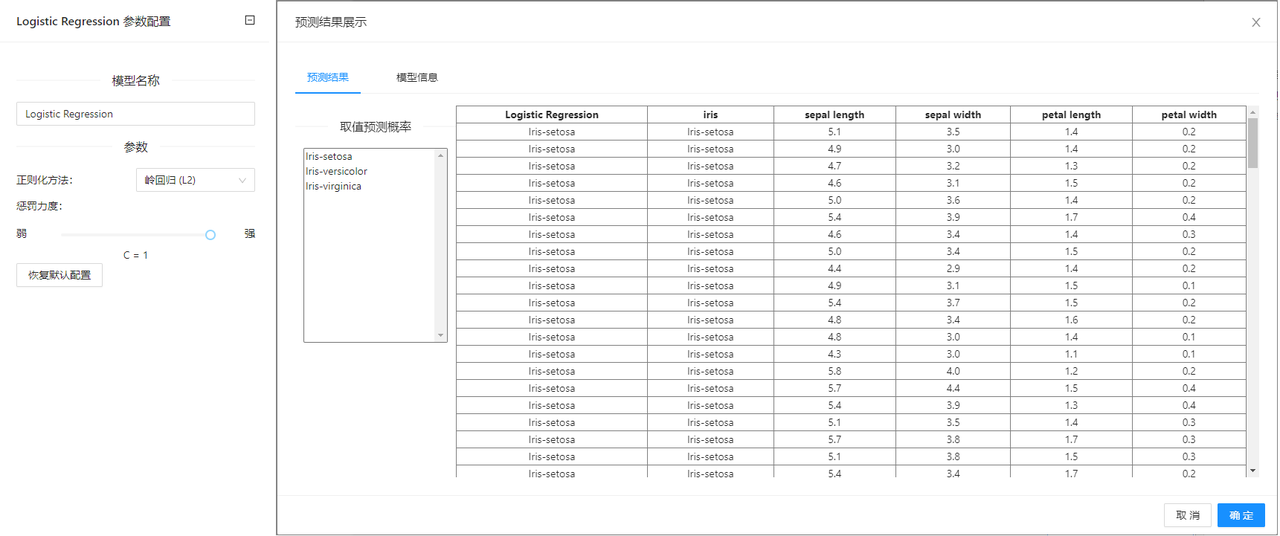 Logistic Regression 参数配置
模型名称
Logistic Regression
参数
正则化方法：
岭回归 (L2)
惩罚力度：
弱
强
C = 1
恢复默认配置
预测结果展示
预测结果 模型信息
取值预测概率
Iris-setosa
Iris-versicolor
Iris-virginica
Logistic Regression iris sepal length sepal width petal length petal width
Iris-setosa Iris-setosa 5.1 3.5 1.4 0.2
Iris-setosa Iris-setosa 4.9 3.0 1.4 0.2
Iris-setosa Iris-setosa 4.7 3.2 1.3 0.2
Iris-setosa Iris-setosa 4.6 3.1 1.5 0.2
Iris-setosa Iris-setosa 5.0 3.6 1.4 0.2
Iris-setosa Iris-setosa 5.4 3.9 1.7 0.4
Iris-setosa Iris-setosa 4.6 3.4 1.4 0.3
Iris-setosa Iris-setosa 5.0 3.4 1.5 0.2
Iris-setosa Iris-setosa 4.4 2.9 1.4 0.2
Iris-setosa Iris-setosa 4.9 3.1 1.5 0.1
Iris-setosa Iris-setosa 5.4 3.7 1.5 0.2
Iris-setosa Iris-setosa 4.8 3.4 1.6 0.2
Iris-setosa Iris-setosa 4.8 3.0 1.4 0.1
Iris-setosa Iris-setosa 4.3 3.0 1.1 0.1
Iris-setosa Iris-setosa 5.8 4.0 1.2 0.2
Iris-setosa Iris-setosa 5.7 4.4 1.5 0.4
Iris-setosa Iris-setosa 5.4 3.9 1.3 0.4
Iris-setosa Iris-setosa 5.1 3.5 1.4 0.3
Iris-setosa Iris-setosa 5.7 3.8 1.7 0.3
Iris-setosa Iris-setosa 5.1 3.8 1.5 0.3
Iris-setosa Iris-setosa 5.4 3.4 1.7 0.2
取 消 确 定